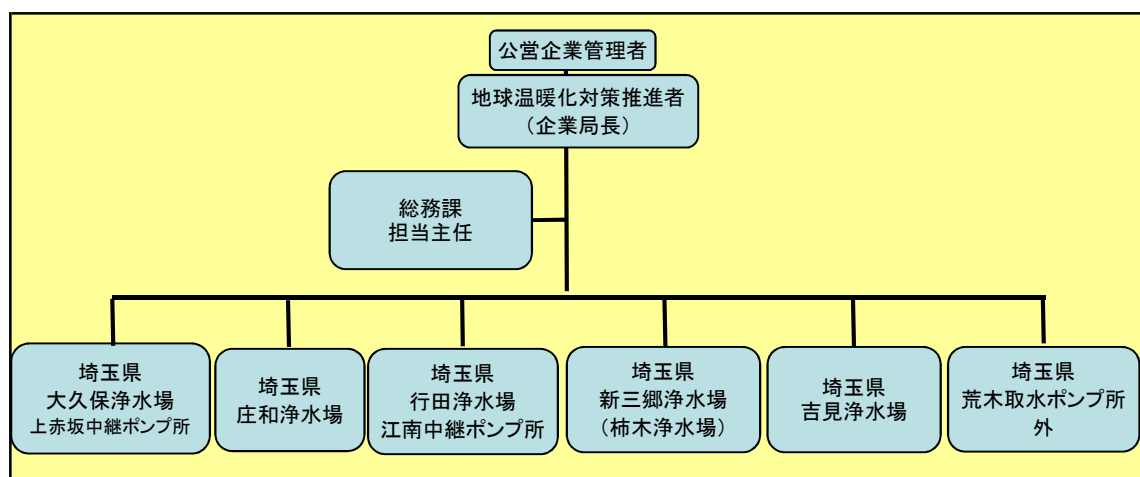 公営企業管理者
地球温暖化対策推進者
（企業局長）
総務課
担当主任
埼玉県
大久保浄水場
上赤坂中継ポンプ所
埼玉県
庄和浄水場
埼玉県
行田浄水場
江南中継ポンプ所
埼玉県
新三郷浄水場
（柿木浄水場）
埼玉県
吉見浄水場
埼玉県
荒木取水ポンプ所
外